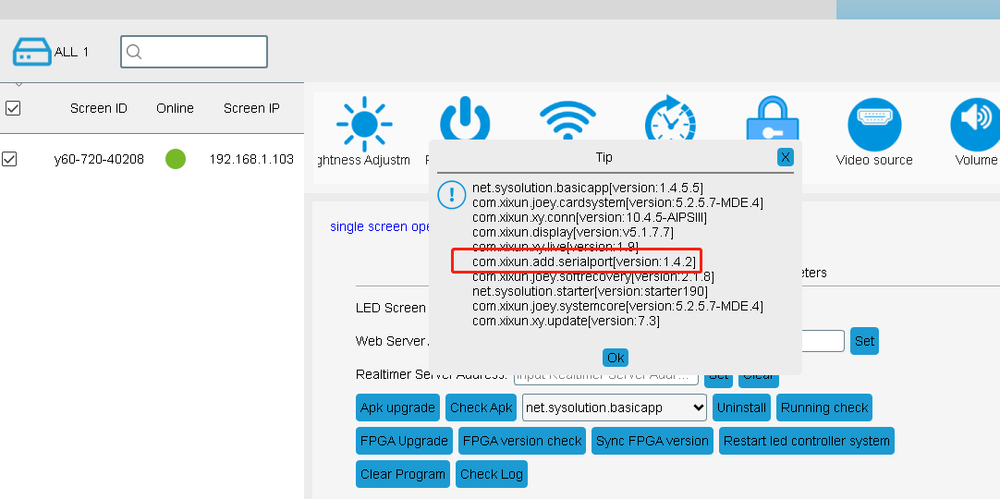 ALL 1
Screen ID Online Screen IP
y60-720-40208 192.168.1.103
ghtness Adjustm
Video source
Volume
Tip
X
net.sysolution.basicapp[version:1.4.5.5]
com.xixun.joey.cardsystem[version:5.2.5.7-MDE.4]
com.xixun.xy.conn[version:10.4.5-AIPSIII]
com.xixun.display[version:v5.1.7.7]
com.xixun.xy.live[version:1.9]
com.xixun.add.serialport[version:1.4.2]
com.xixun.joey.softrecovery[version:2.1.8]
net.sysolution.starter[version:starter190]
com.xixun.joey.systemcore[version:5.2.5.7-MDE.4]
com.xixun.xy.update[version:7.3]
Ok
single screen ope
eters
LED Screen
Web Server Set
Realtimer Server Address: Input Realtimer Server Addr... Set Clear
Apk upgrade Check Apk net.sysolution.basicapp Uninstall Running check
FPGA Upgrade FPGA version check Sync FPGA version Restart led controller system
Clear Program Check Log